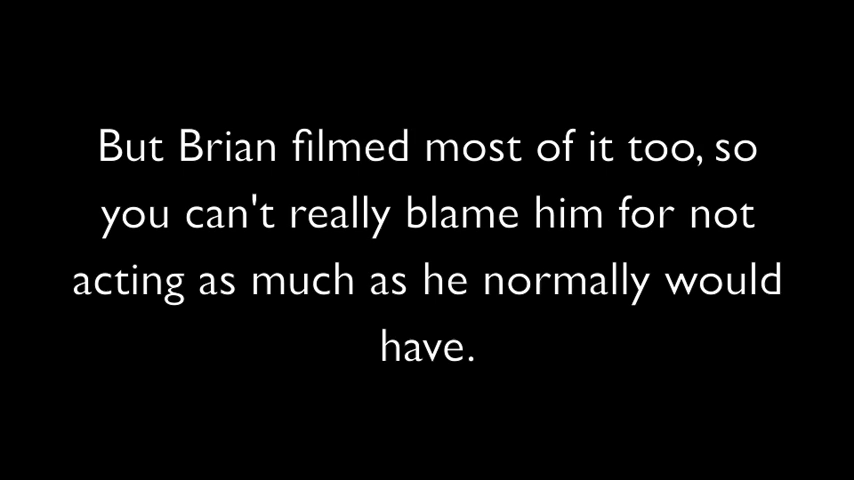 But Brian filmed most of it too, so
you can't really blame him for not
acting as much as he normally would
have.